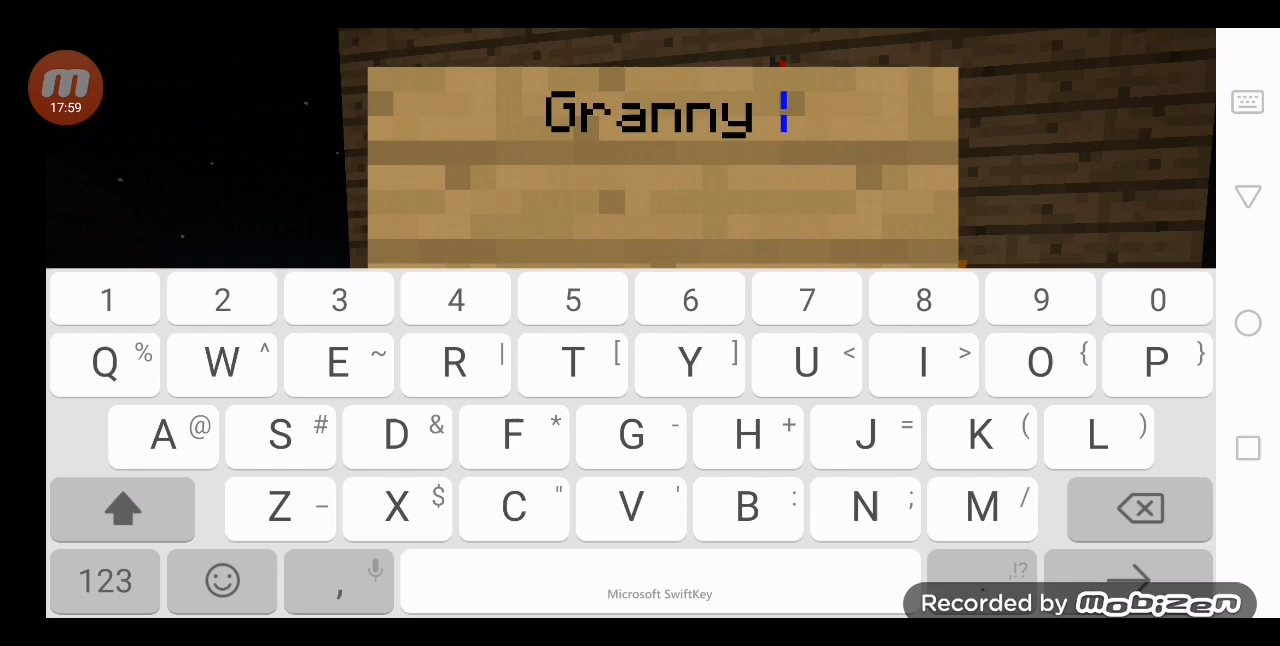 17:59
Granny
1 2 3 4 5 6 7 8 9 0
Q % W ^ E ~ R | T [ Y ] U < I > O { P }
A @ S # D & F * G - H + J = K ( L )
Z _ X $ C " V ' B : N ; M /
123 , . ,!?
Microsoft SwiftKey
Recorded by mobizen